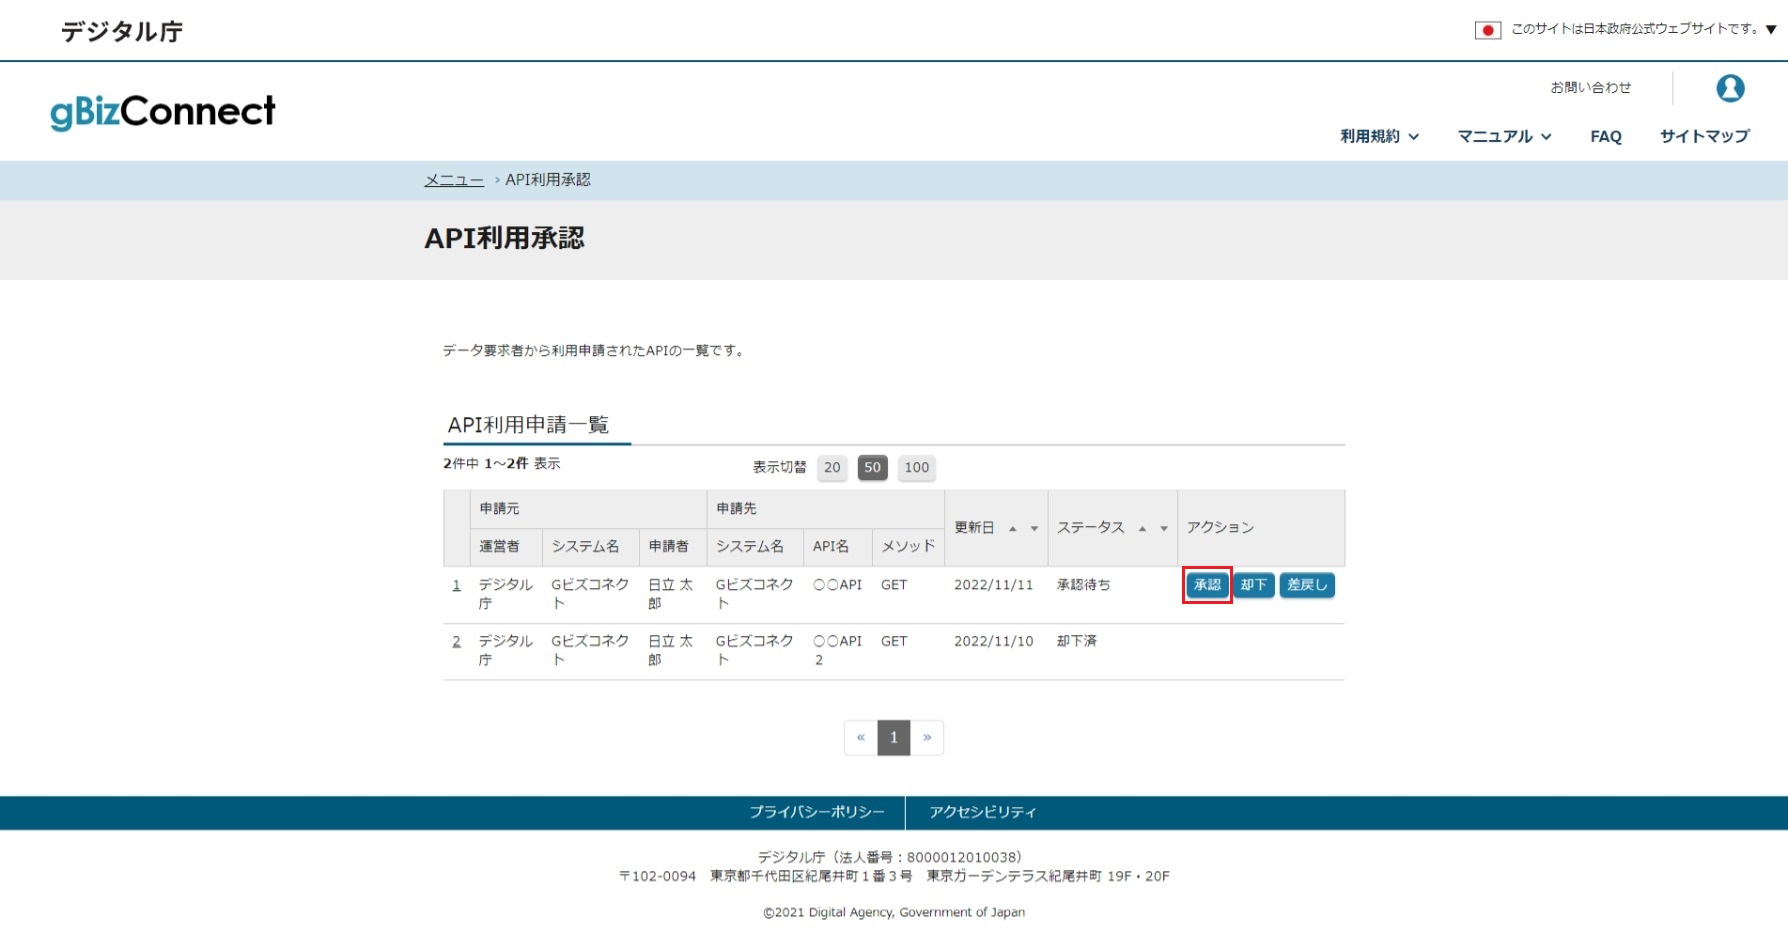 デジタル庁
このサイトは日本政府公式ウェブサイトです。▼
gBizConnect
お問い合わせ
利用規約
マニュアル
FAQ
サイトマップ
メニュー › API利用承認
API利用承認
データ要求者から利用申請されたAPIの一覧です。
API利用申請一覧
2件中 1～2件 表示
表示切替 20 50 100
申請元 申請先 更新日 ▲ ▼ ステータス ▲ ▼ アクション
運営者 システム名 申請者 システム名 API名 メソッド
1 デジタル庁 Gビズコネクト 日立 太郎 Gビズコネクト 〇〇API GET 2022/11/11 承認待ち 承認 却下 差戻し
2 デジタル庁 Gビズコネクト 日立 太郎 Gビズコネクト 〇〇API2 GET 2022/11/10 却下済
« 1 »
プライバシーポリシー アクセシビリティ
デジタル庁（法人番号：8000012010038）
〒102-0094　東京都千代田区紀尾井町１番３号　東京ガーデンテラス紀尾井町 19F・20F
©2021 Digital Agency, Government of Japan